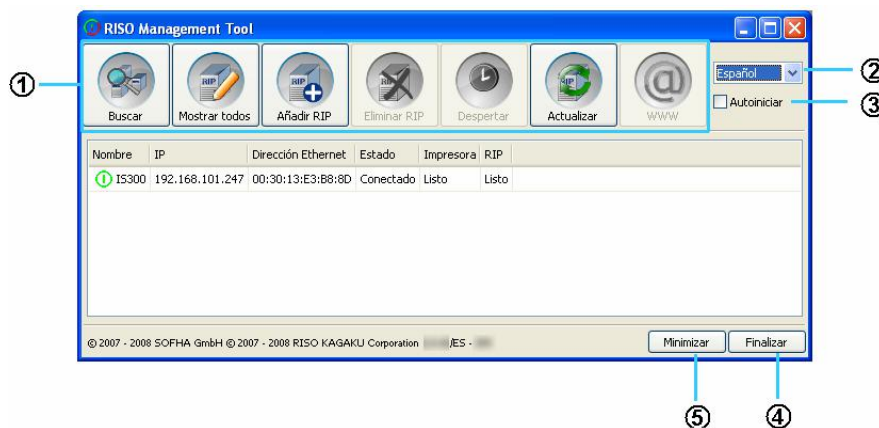 RISO Management Tool
Buscar
Mostrar todos
Añadir RIP
Eliminar RIP
Despertar
Actualizar
WWW
Español
Autoiniciar
①
②
③
Nombre IP Dirección Ethernet Estado Impresora RIP
IS300 192.168.101.247 00:30:13:E3:B8:8D Conectado Listo Listo
© 2007 - 2008 SOFHA GmbH © 2007 - 2008 RISO KAGAKU Corporation /ES -
Minimizar
Finalizar
⑤
④